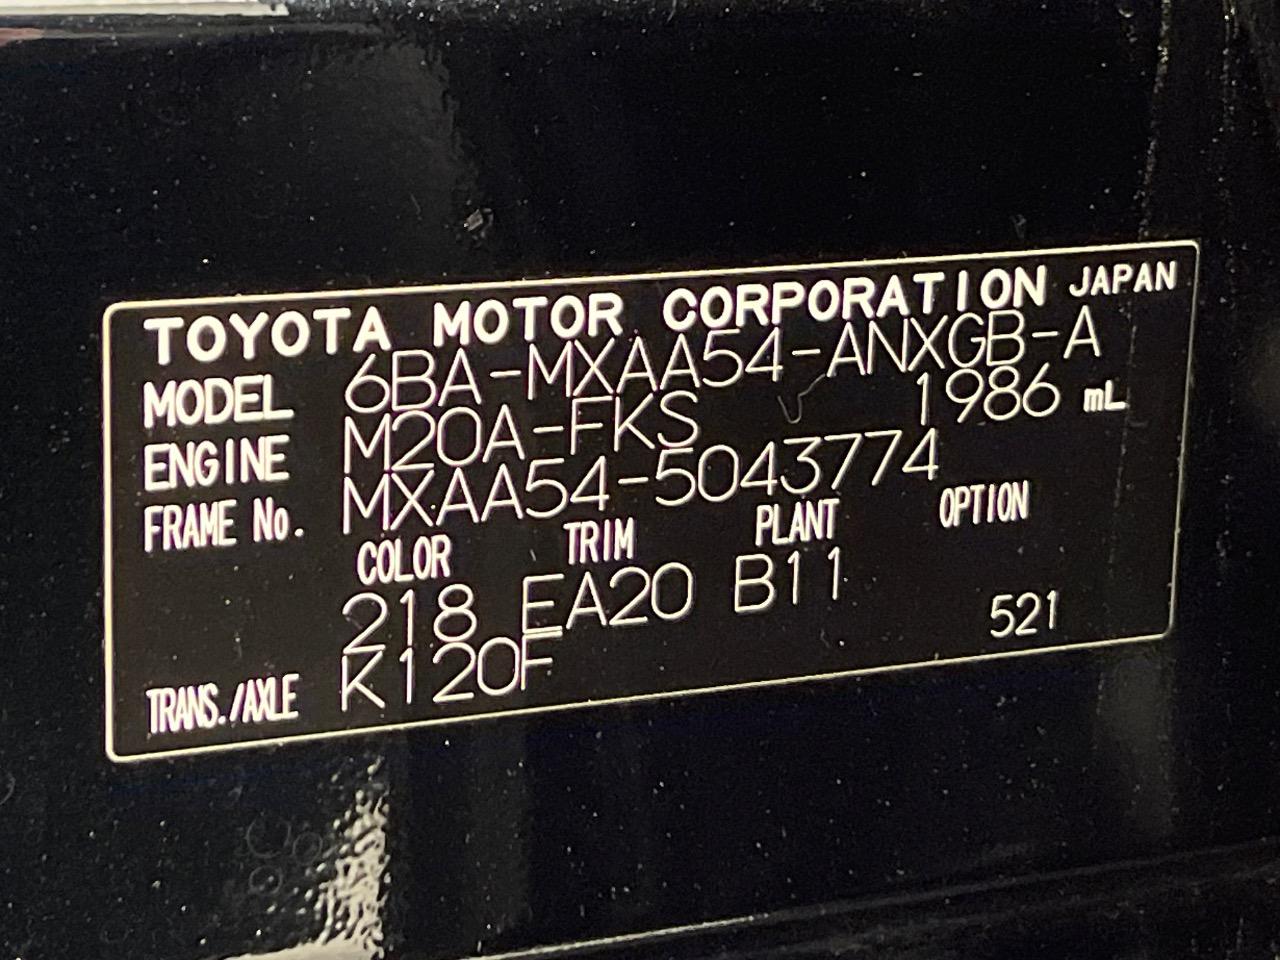 TOYOTA MOTOR CORPORATION JAPAN
MODEL 6BA-MXAA54-ANXGB-A
ENGINE M20A-FKS 1986 mL
FRAME No. MXAA54-5043774
COLOR TRIM PLANT OPTION
218 EA20 B11
521
TRANS./AXLE K120F